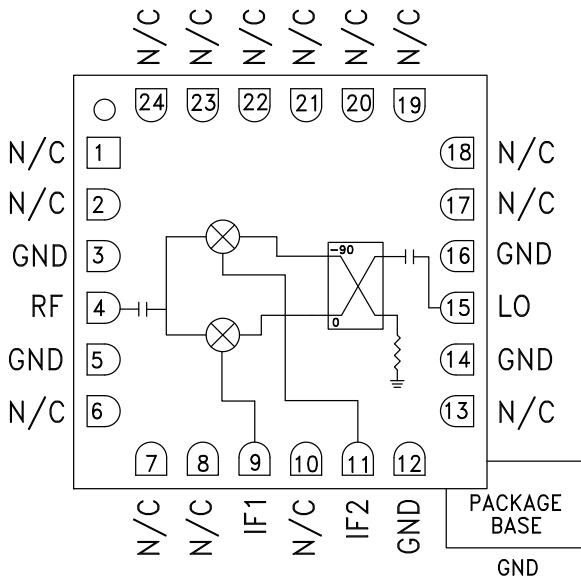 N/C N/C N/C N/C N/C N/C
24 23 22 21 20 19
N/C 1 18 N/C
N/C 2 17 N/C
GND 3 -90 16 GND
RF 4 15 LO
0
GND 5 14 GND
N/C 6 13 N/C
7 8 9 10 11 12
N/C N/C IF1 N/C IF2 GND
PACKAGE
BASE
GND